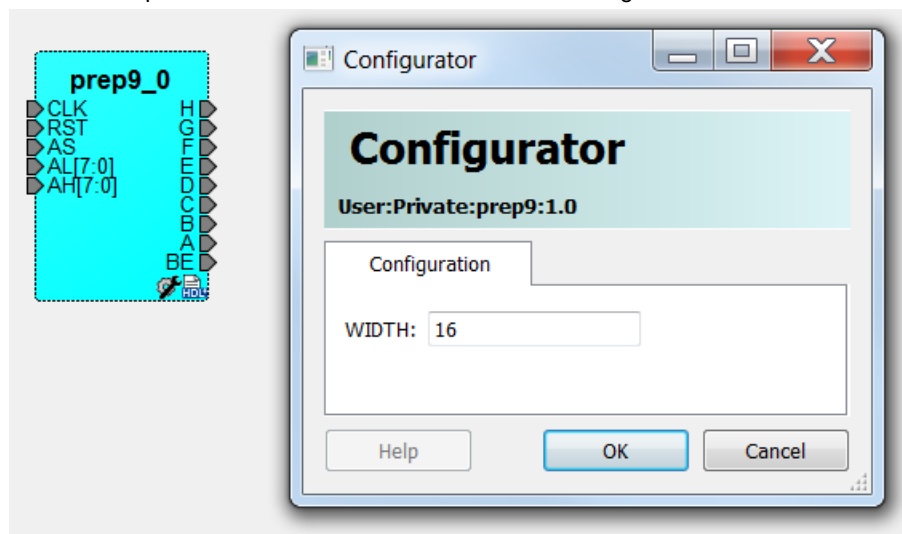 prep9_0
CLK H
RST G
AS F
AL[7:0] E
AH[7:0] D
C
B
A
BE
HDL
Configurator
Configurator
User:Private:prep9:1.0
Configuration
WIDTH: 16
Help OK Cancel